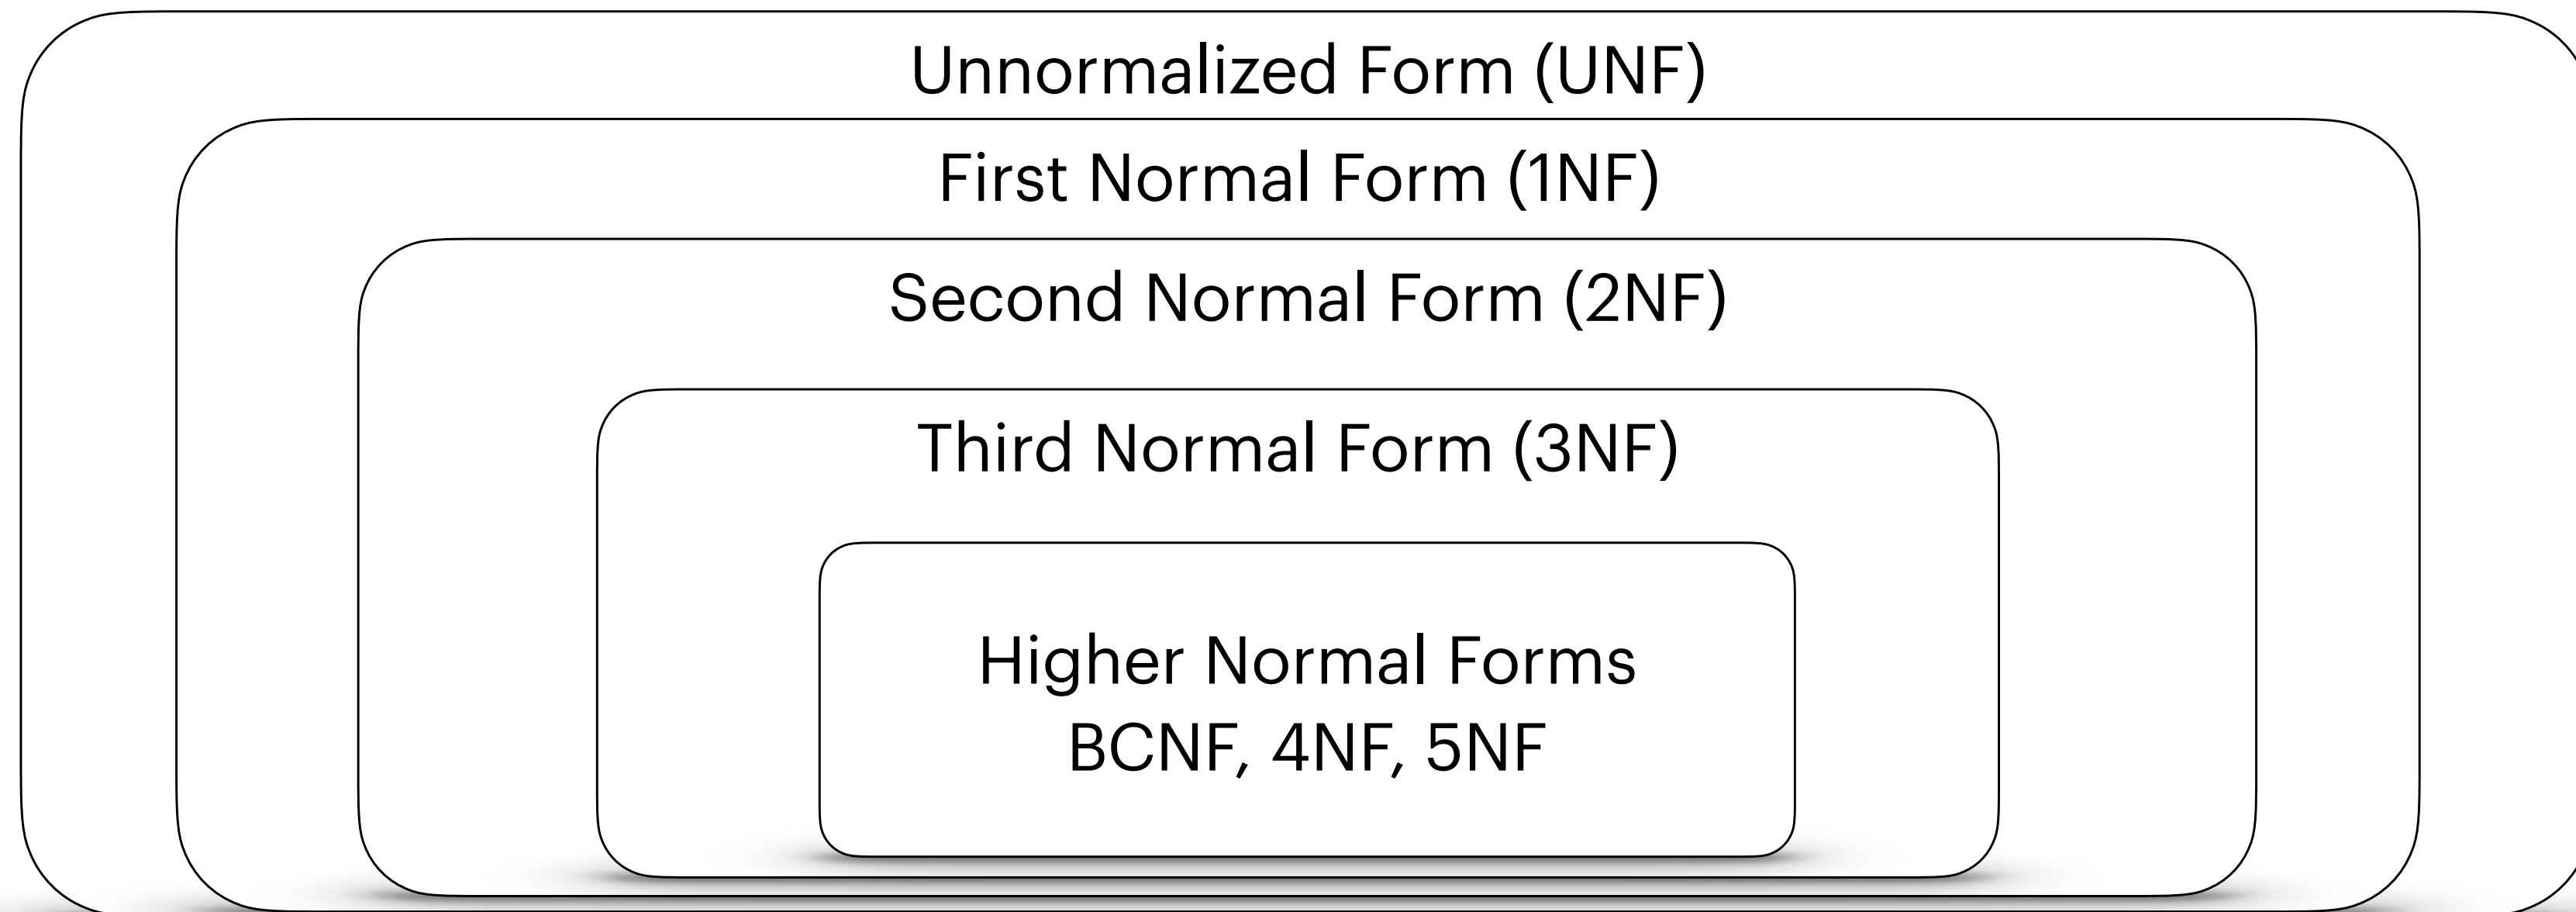 Unnormalized Form (UNF)
First Normal Form (1NF)
Second Normal Form (2NF)
Third Normal Form (3NF)
Higher Normal Forms
BCNF, 4NF, 5NF